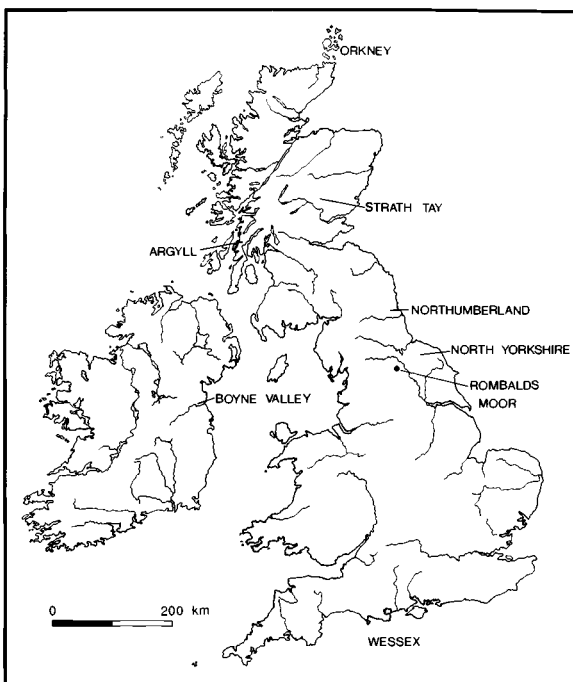 ORKNEY
STRATH TAY
ARGYLL
NORTHUMBERLAND
NORTH YORKSHIRE
ROMBALDS
MOOR
BOYNE VALLEY
0 200 km
WESSEX